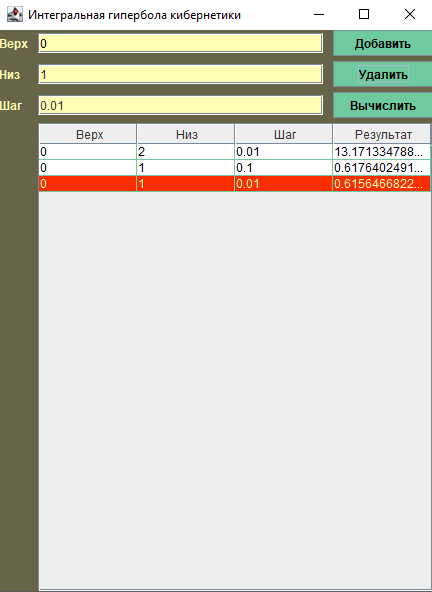 Интегральная гипербола кибернетики
Верх 0 Добавить
Низ 1 Удалить
Шаг 0.01 Вычислить
Верх Низ Шаг Результат
0 2 0.01 13.171334788...
0 1 0.1 0.6176402491...
0 1 0.01 0.6156466822...